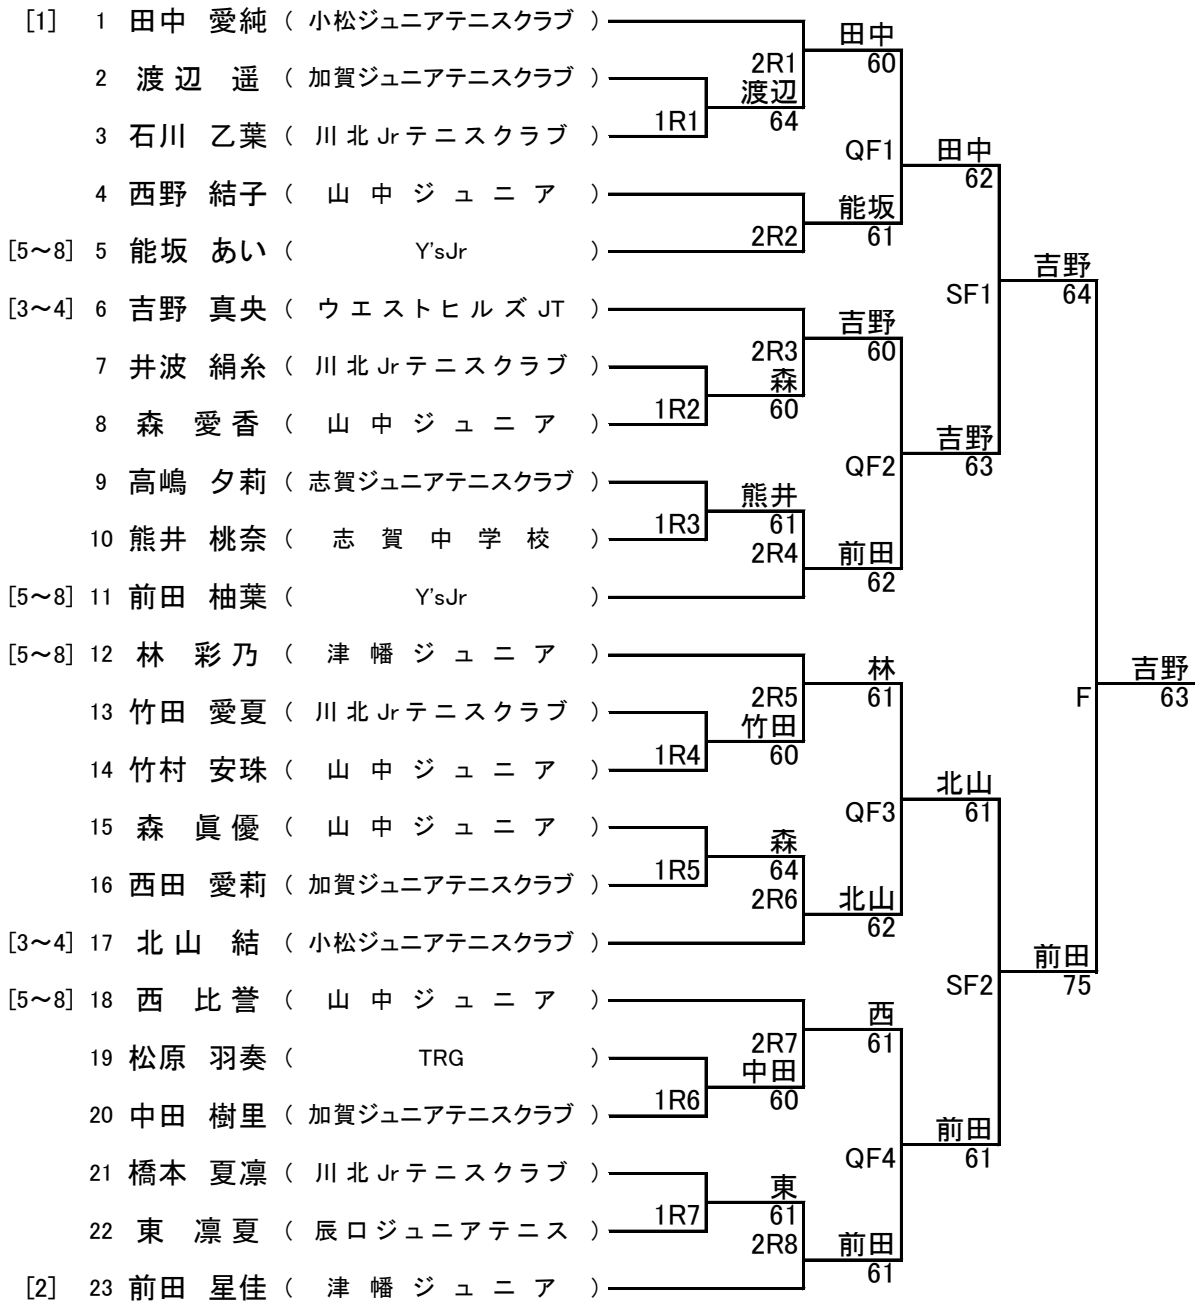 [1] 1 田中 愛純 ( 小松ジュニアテニスクラブ )
田中
2R1 60
2 渡辺 遥 ( 加賀ジュニアテニスクラブ )
渡辺
1R1 64
3 石川 乙葉 ( 川北Jrテニスクラブ )
QF1 田中
62
4 西野 結子 ( 山中ジュニア )
能坂
2R2 61
[5～8] 5 能坂 あい ( Y'sJr )
吉野
SF1 64
[3～4] 6 吉野 真央 ( ウエストヒルズJT )
吉野
2R3 60
7 井波 絹糸 ( 川北Jrテニスクラブ )
森
1R2 60
8 森 愛香 ( 山中ジュニア )
吉野
QF2 63
9 高嶋 夕莉 ( 志賀ジュニアテニスクラブ )
熊井
1R3 61
10 熊井 桃奈 ( 志賀中学校 )
2R4 前田
62
[5～8] 11 前田 柚葉 ( Y'sJr )
[5～8] 12 林 彩乃 ( 津幡ジュニア )
林
2R5 61
吉野
F 63
13 竹田 愛夏 ( 川北Jrテニスクラブ )
竹田
1R4 60
14 竹村 安珠 ( 山中ジュニア )
北山
QF3 61
15 森 眞優 ( 山中ジュニア )
森
1R5 64
16 西田 愛莉 ( 加賀ジュニアテニスクラブ )
2R6 北山
62
[3～4] 17 北山 結 ( 小松ジュニアテニスクラブ )
前田
SF2 75
[5～8] 18 西 比誉 ( 山中ジュニア )
西
2R7 61
19 松原 羽奏 ( TRG )
中田
1R6 60
20 中田 樹里 ( 加賀ジュニアテニスクラブ )
前田
QF4 61
21 橋本 夏凛 ( 川北Jrテニスクラブ )
東
1R7 61
22 東 凛夏 ( 辰口ジュニアテニス )
2R8 前田
61
[2] 23 前田 星佳 ( 津幡ジュニア )